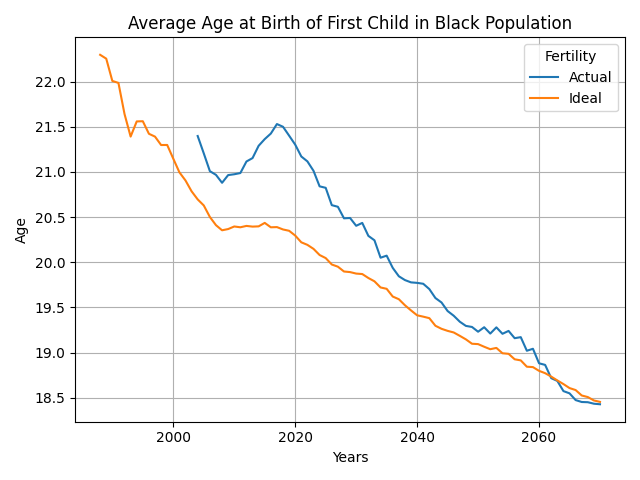 Average Age at Birth of First Child in Black Population
Fertility
Actual
Ideal
22.0
21.5
21.0
20.5
20.0
19.5
19.0
18.5
Age
2000
2020
2040
2060
Years